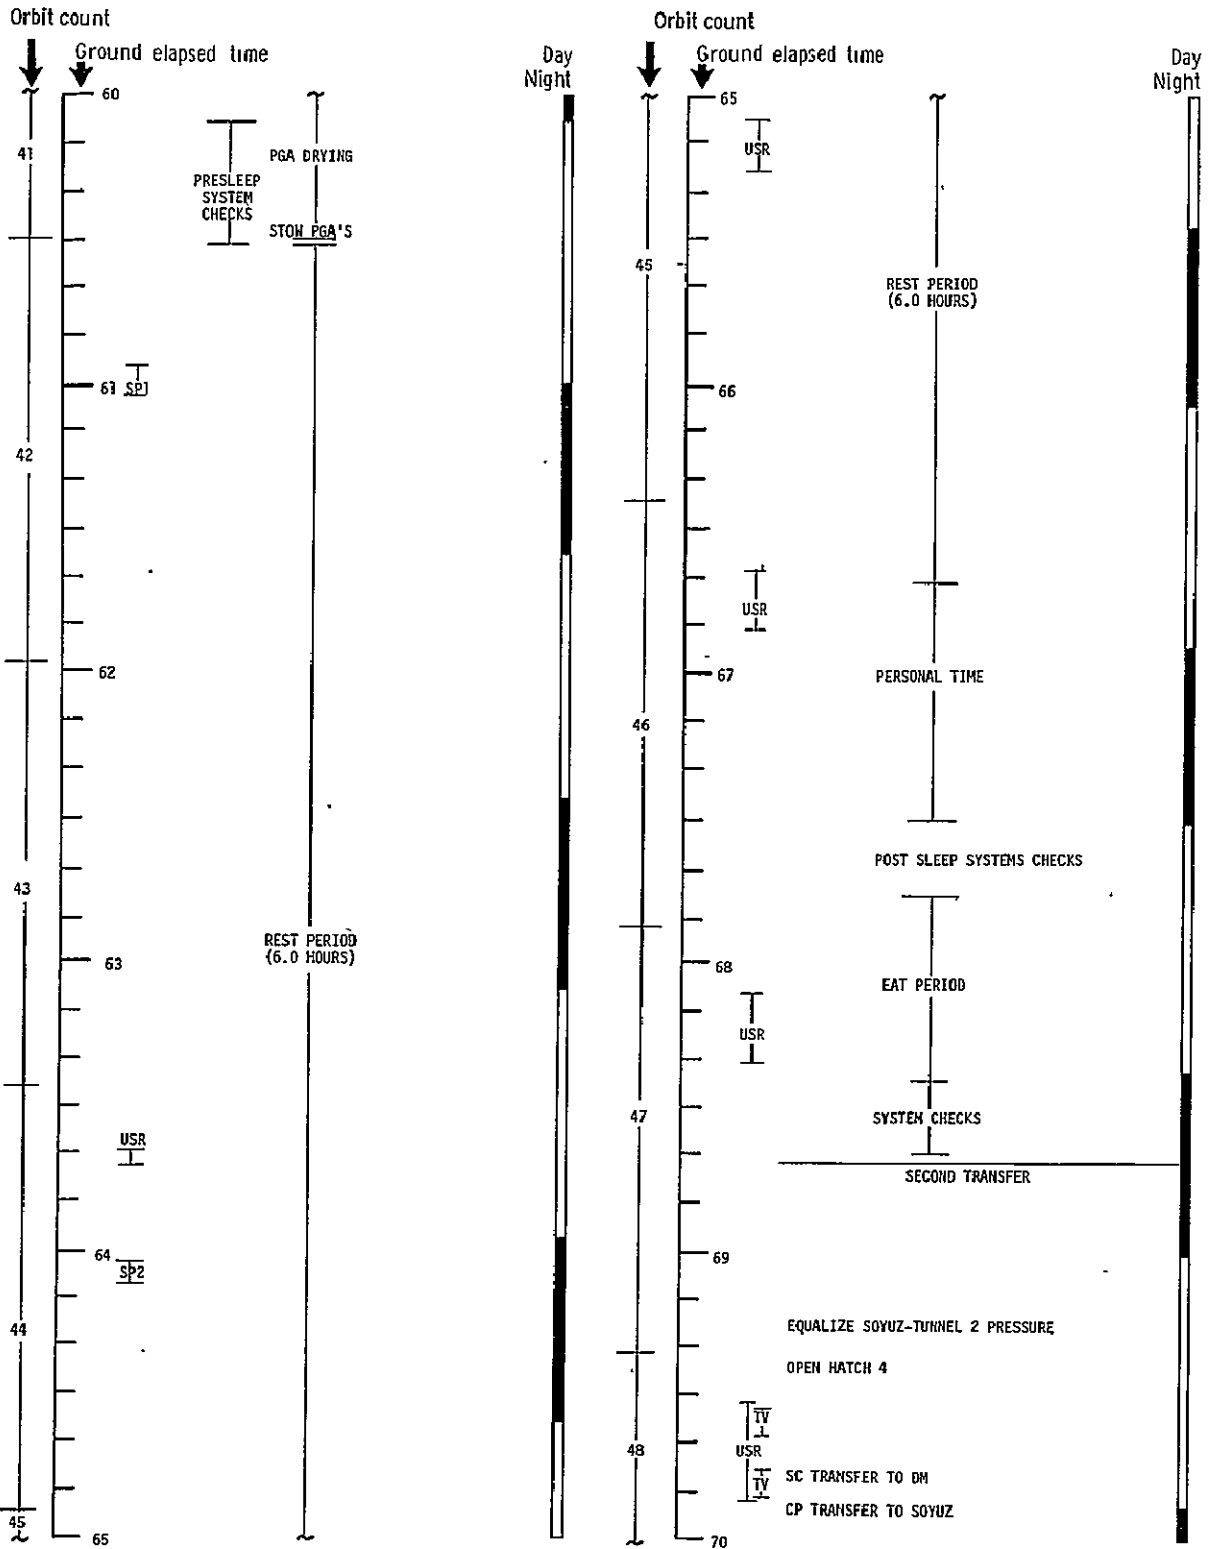 Orbit count
Ground elapsed time
Day
Night
60
41
PGA DRYING
PRESLEEP
SYSTEM
CHECKS
STOW PGA'S
61
SP1
42
62
43
REST PERIOD
(6.0 HOURS)
63
USR
64
SP2
44
45
65
Orbit count
Ground elapsed time
Day
Night
65
USR
45
REST PERIOD
(6.0 HOURS)
66
USR
67
PERSONAL TIME
46
POST SLEEP SYSTEMS CHECKS
68
EAT PERIOD
USR
47
SYSTEM CHECKS
SECOND TRANSFER
69
EQUALIZE SOYUZ-TUNNEL 2 PRESSURE
OPEN HATCH 4
TV
48
USR
TV
SC TRANSFER TO DM
CP TRANSFER TO SOYUZ
70